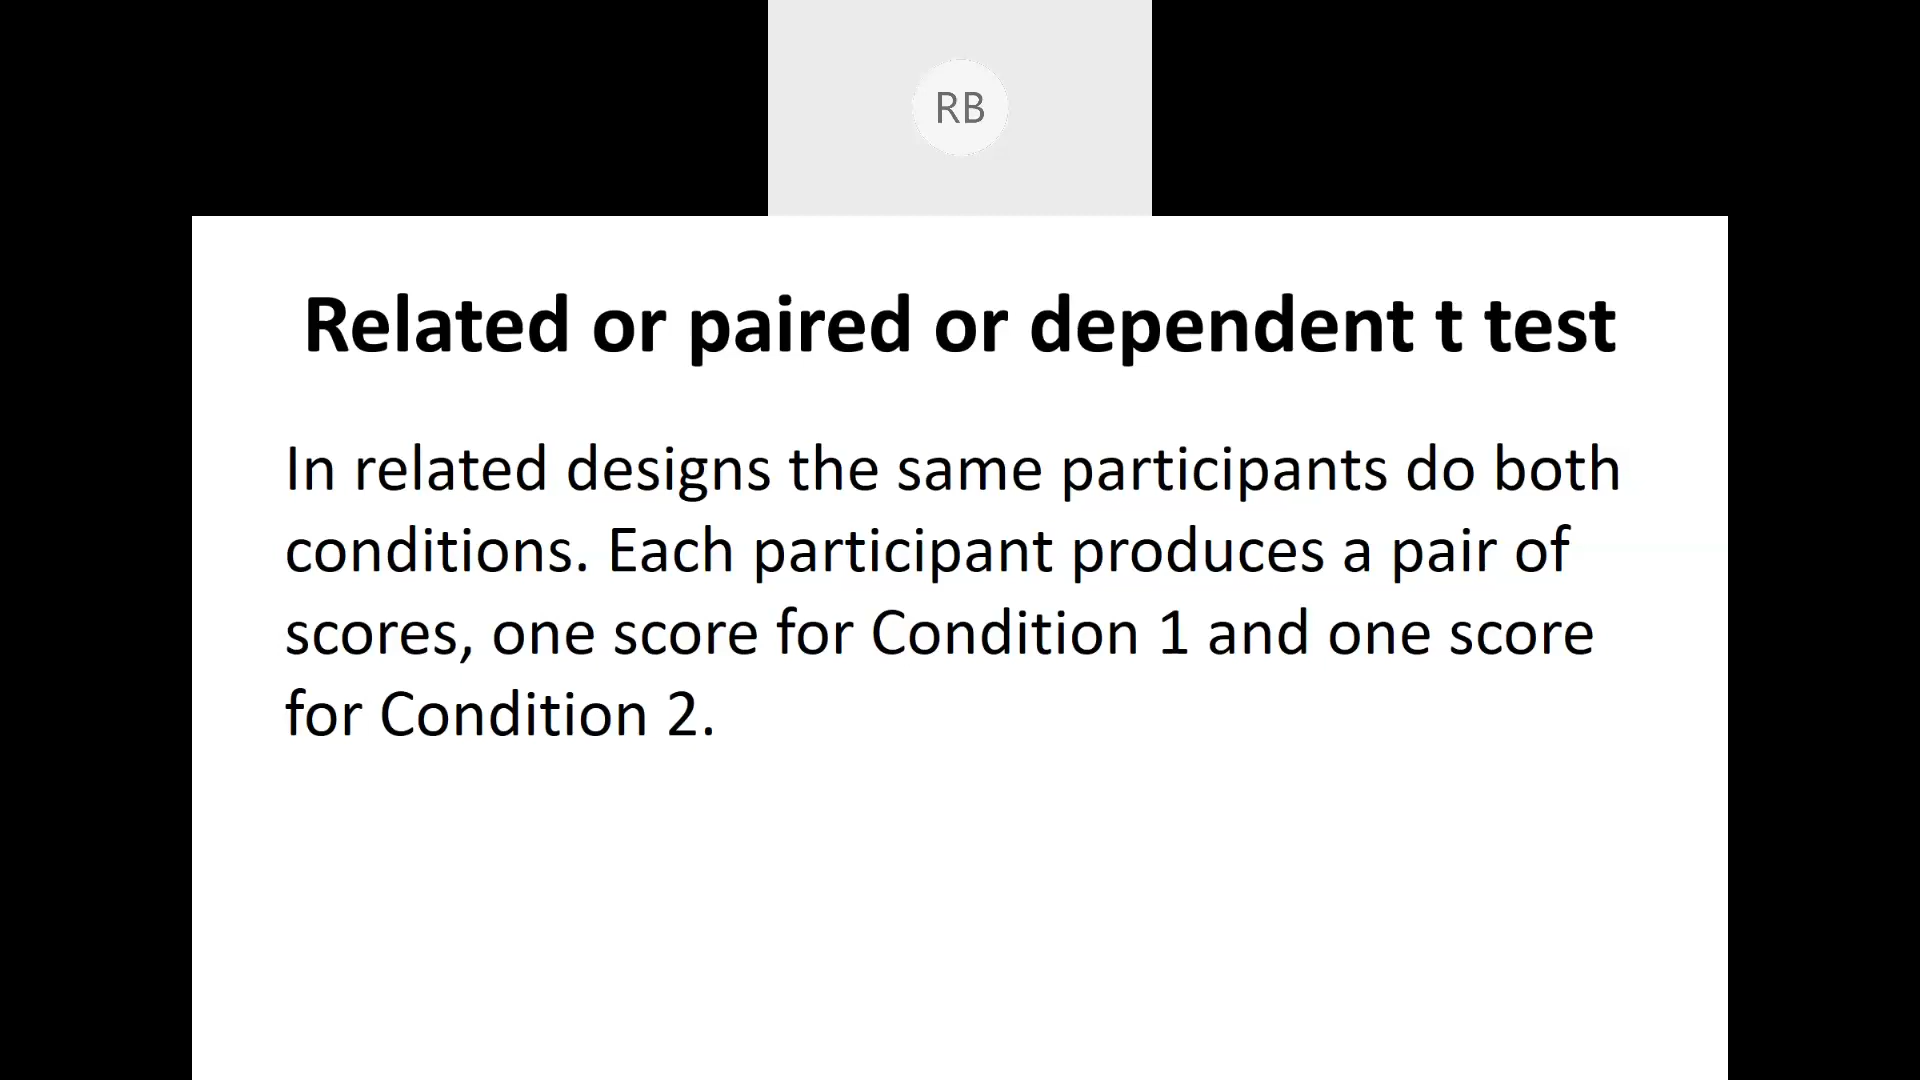 RB
Related or paired or dependent t test
In related designs the same participants do both
conditions. Each participant produces a pair of
scores, one score for Condition 1 and one score
for Condition 2.